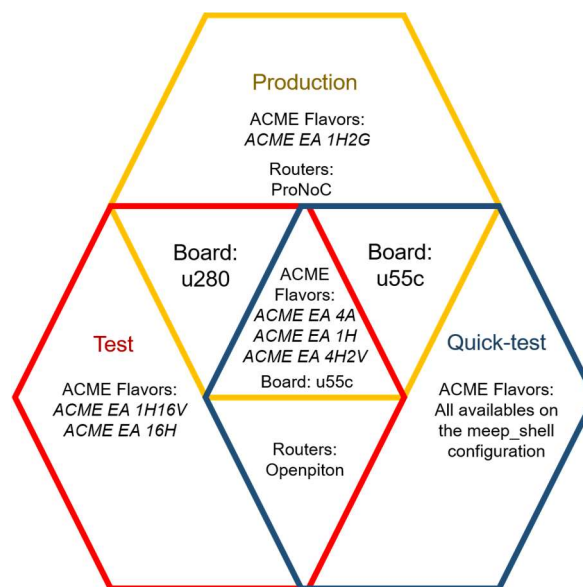 Production
ACME Flavors:
ACME EA 1H2G
Routers:
ProNoC
Board:
u280
Board:
u55c
ACME
Flavors:
ACME EA 4A
ACME EA 1H
ACME EA 4H2V
Board: u55c
Test
ACME Flavors:
ACME EA 1H16V
ACME EA 16H
Quick-test
ACME Flavors:
All availables on
the meep_shell
configuration
Routers:
Openpiton